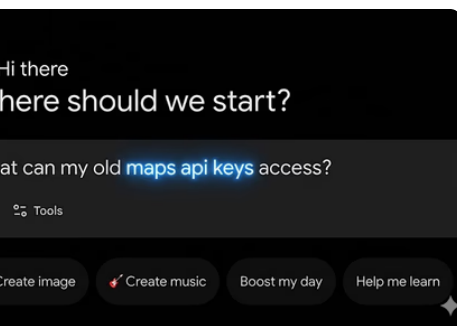 Hi there
here should we start?
at can my old maps api keys access?
Tools
Create image
Create music
Boost my day
Help me learn